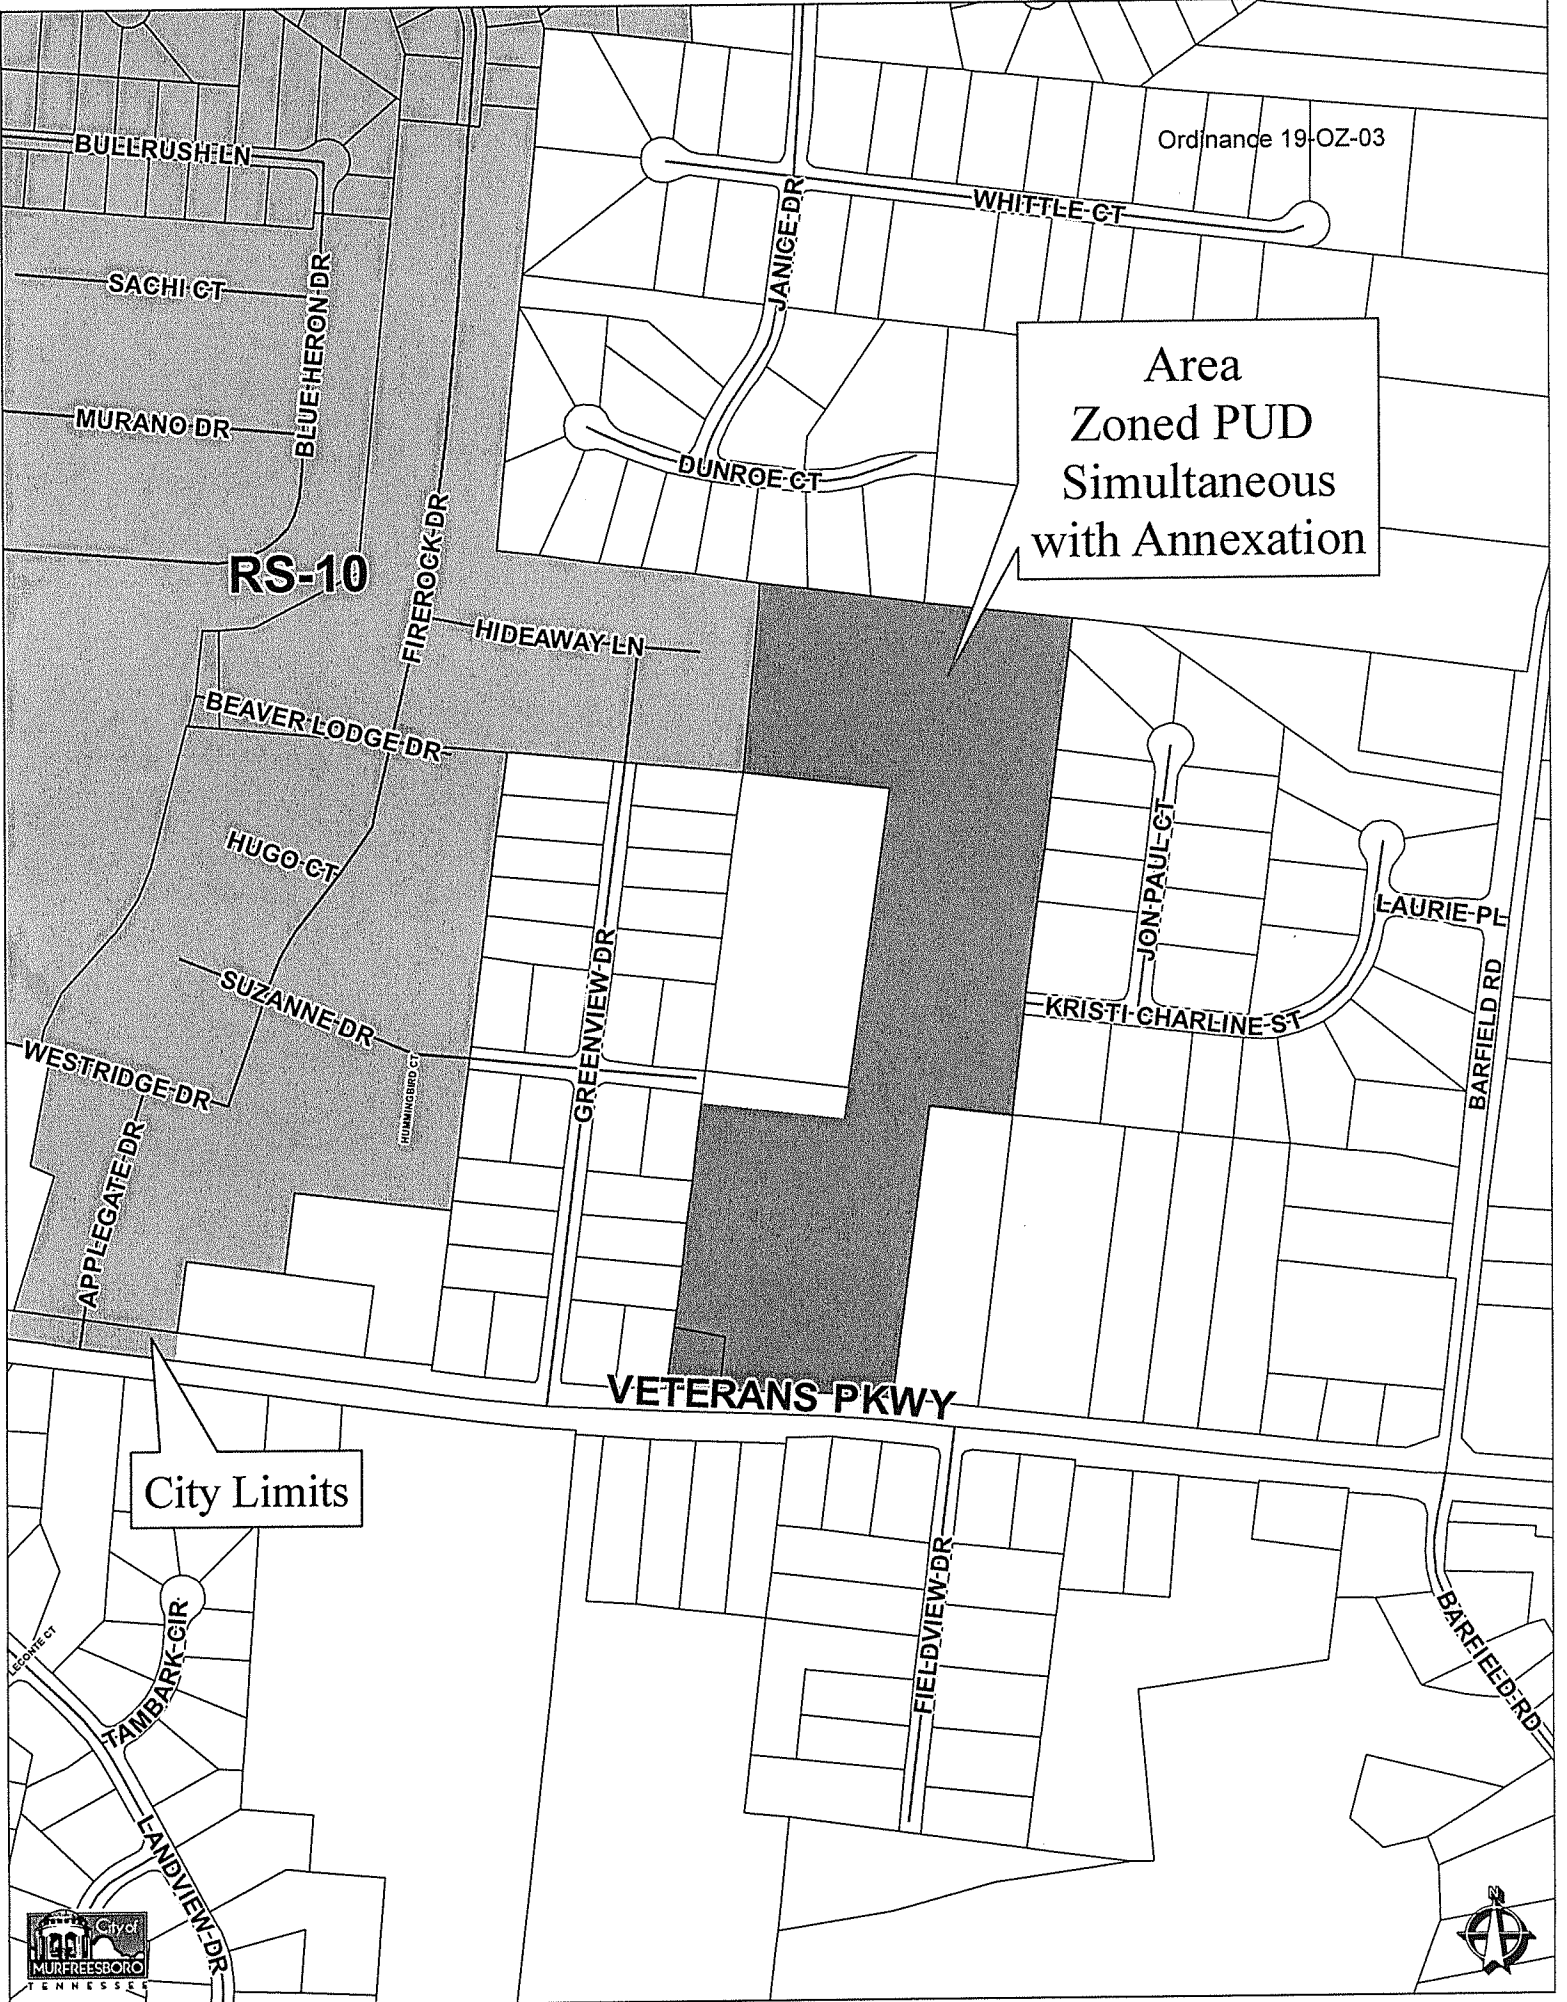 BULLRUSH LN
Ordinance 19-OZ-03
WHITTLE CT
JANICE DR
SACHI CT
BLUE HERON DR
MURANO DR
Area
Zoned PUD
Simultaneous
with Annexation
DUNROE CT
RS-10
FIREROCK DR
HIDEAWAY LN
BEAVER LODGE DR
HUGO CT
JON PAUL CT
LAURIE PL
SUZANNE DR
GREENVIEW DR
KRISTI CHARLINE ST
BARFIELD RD
WESTRIDGE DR
HUMMINGBIRD CT
APPLEGATE DR
VETERANS PKWY
City Limits
FIELDVIEW DR
BARFIELD RD
LECONTE CT
TAMBARK CIR
LANDVIEW DR
City of
MURFREESBORO
TENNESSEE
N